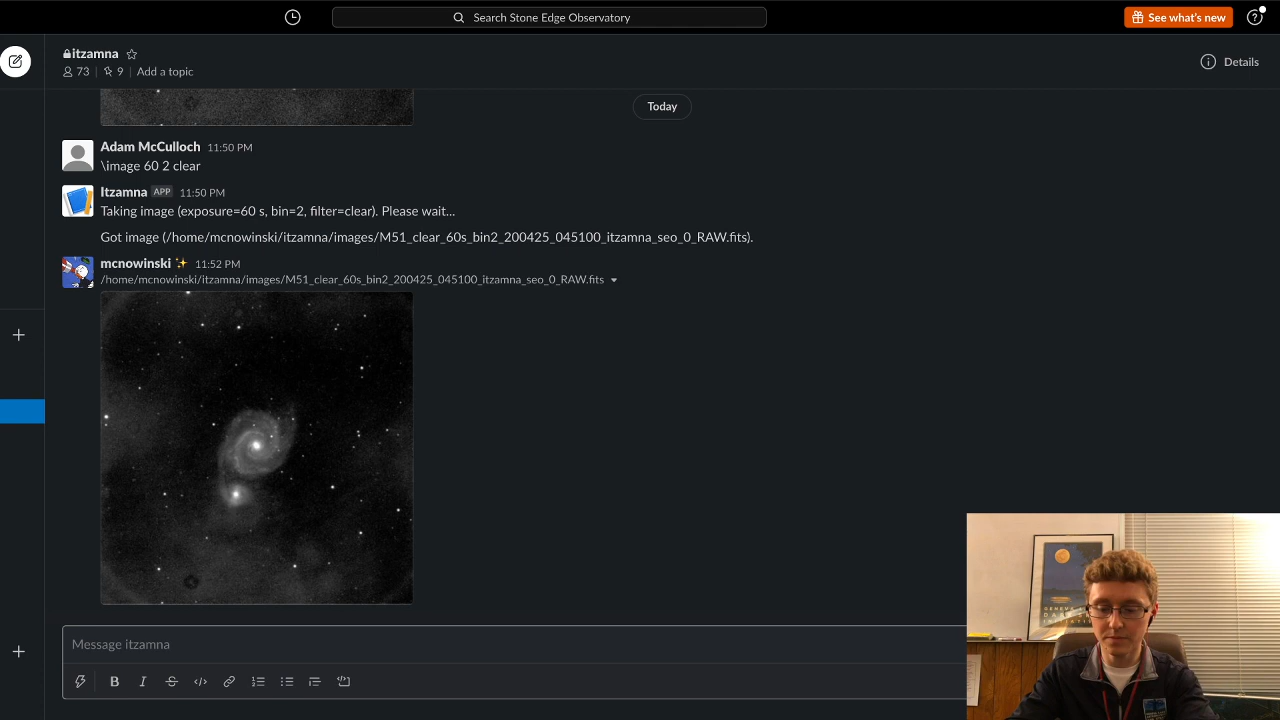 Search Stone Edge Observatory
See what's new
itzamna
73 | 9 | Add a topic
Details
Today
Adam McCulloch 11:50 PM
\image 60 2 clear
Itzamna APP 11:50 PM
Taking image (exposure=60 s, bin=2, filter=clear). Please wait...
Got image (/home/mcnowinski/itzamna/images/M51_clear_60s_bin2_200425_045100_itzamna_seo_0_RAW.fits).
mcnowinski 11:52 PM
/home/mcnowinski/itzamna/images/M51_clear_60s_bin2_200425_045100_itzamna_seo_0_RAW.fits
Message itzamna
B I S </>